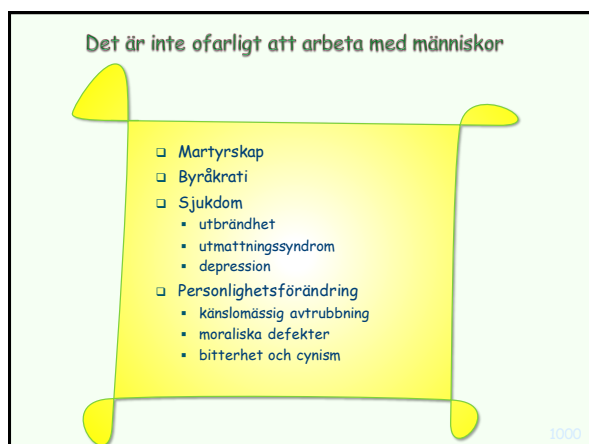 Det är inte ofarligt att arbeta med människor
❑ Martyrskap
❑ Byråkrati
❑ Sjukdom
▪ utbrändhet
▪ utmattningssyndrom
▪ depression
❑ Personlighetsförändring
▪ känslomässig avtrubbning
▪ moraliska defekter
▪ bitterhet och cynism
1000